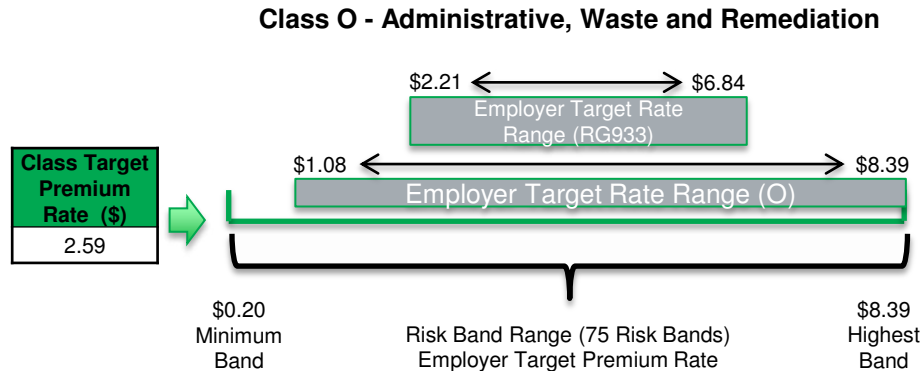 Class O - Administrative, Waste and Remediation
$2.21
$6.84
Employer Target Rate
Range (RG933)
$1.08
$8.39
Employer Target Rate Range (O)
Class Target
Premium
Rate ($)
2.59
$0.20
Minimum
Band
Risk Band Range (75 Risk Bands)
Employer Target Premium Rate
$8.39
Highest
Band